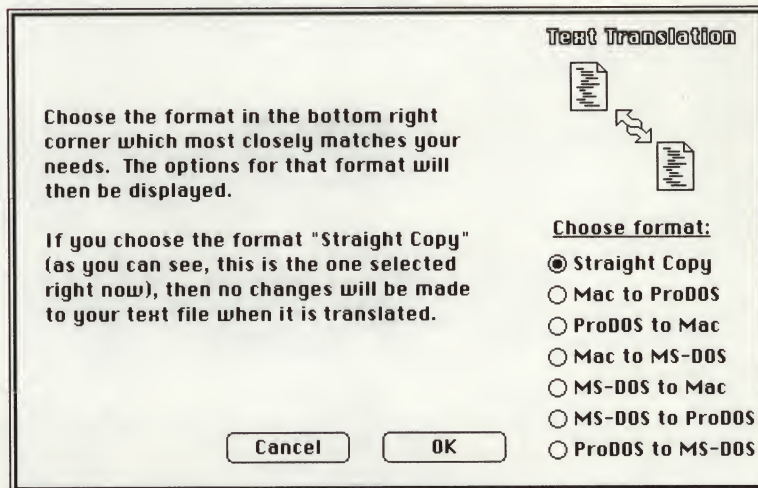 Text Translation
Choose the format in the bottom right
corner which most closely matches your
needs. The options for that format will
then be displayed.
If you choose the format "Straight Copy"
(as you can see, this is the one selected
right now), then no changes will be made
to your text file when it is translated.
Choose format:
Straight Copy
Mac to ProDOS
ProDOS to Mac
Mac to MS-DOS
MS-DOS to Mac
MS-DOS to ProDOS
ProDOS to MS-DOS
Cancel
OK